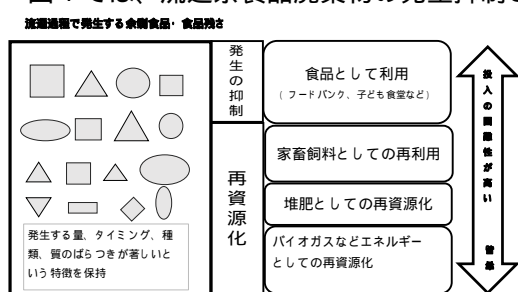 流通過程で発生する余剰食品・食品残さ
発生の抑制
食品として利用
( フードバンク、子ども食堂など)
再資源化
家畜飼料としての再利用
堆肥としての再資源化
バイオガスなどエネルギー
としての再資源化
発生する量、タイミング、種
類、質のばらつきが著しいと
いう特徴を保持
投入の困難性が高い